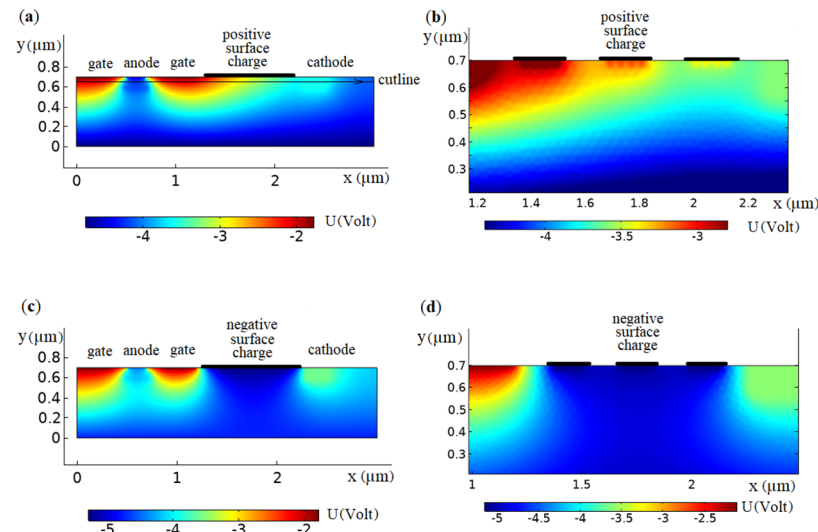 (a)
positive
surface
charge
y(μm)
gate anode gate cathode
0.8
0.6
0.4
0.2
0
cutline
0 1 2 x (μm)
-4 -3 -2 U(Volt)
(b)
positive
surface
charge
y(μm)
0.7
0.6
0.5
0.4
0.3
1.2 1.4 1.6 1.8 2 2.2 x (μm)
-4 -3.5 -3 U(Volt)
(c)
negative
surface
charge
y(μm)
gate anode gate cathode
0.8
0.6
0.4
0.2
0
0 1 2 x (μm)
-5 -4 -3 -2 U(Volt)
(d)
negative
surface
charge
y(μm)
0.7
0.6
0.5
0.4
0.3
1 1.5 2 x (μm)
-5 -4.5 -4 -3.5 -3 -2.5 U(Volt)